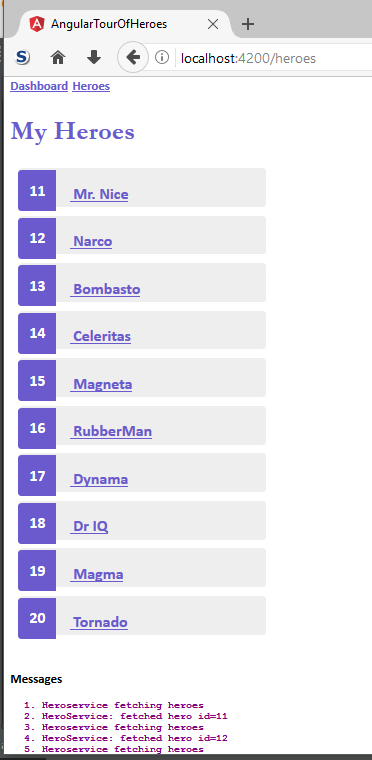 AngularTourOfHeroes
localhost:4200/heroes
Dashboard Heroes
My Heroes
11 Mr. Nice
12 Narco
13 Bombasto
14 Celeritas
15 Magneta
16 RubberMan
17 Dynama
18 Dr IQ
19 Magma
20 Tornado
Messages
1. Heroservice fetching heroes
2. HeroService: fetched hero id=11
3. Heroservice fetching heroes
4. HeroService: fetched hero id=12
5. Heroservice fetching heroes